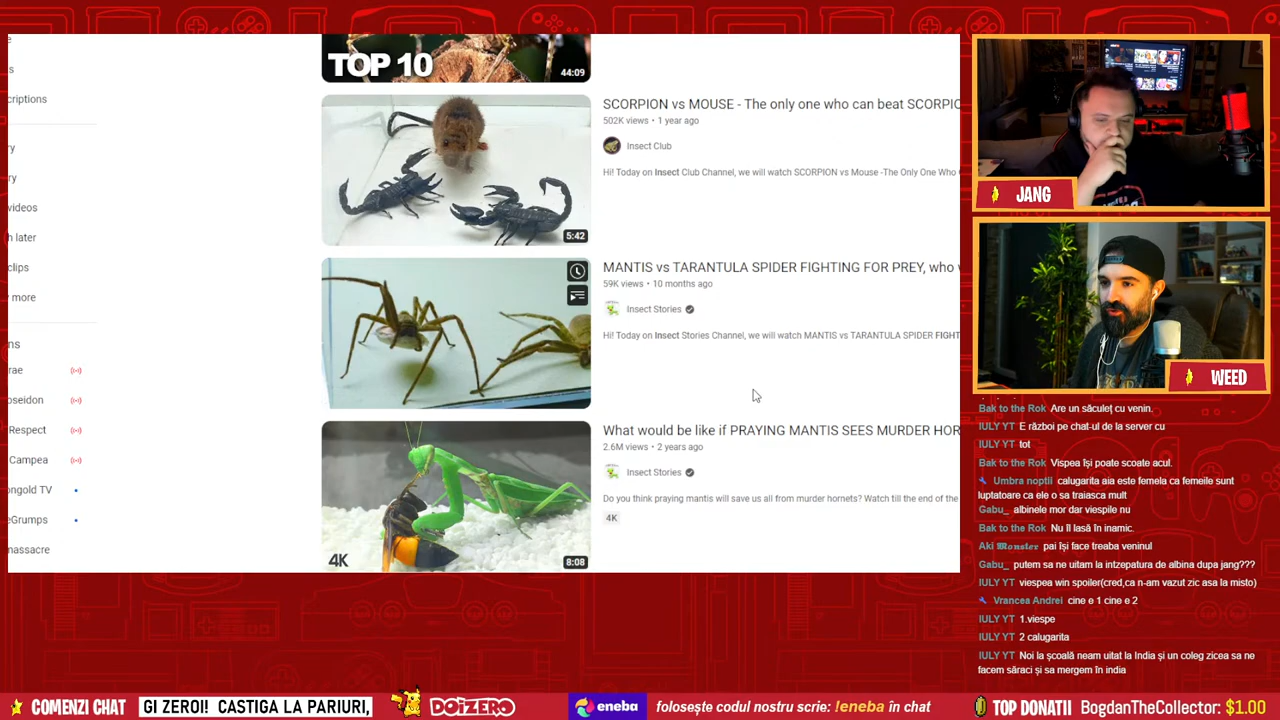 TOP 10
44:09
SCORPION vs MOUSE - The only one who can beat SCORPIO
502K views • 1 year ago
Insect Club
Hi! Today on Insect Club Channel, we will watch SCORPION vs Mouse -The Only One Who
5:42
MANTIS vs TARANTULA SPIDER FIGHTING FOR PREY, who
59K views • 10 months ago
Insect Stories
Hi! Today on Insect Stories Channel, we will watch MANTIS vs TARANTULA SPIDER FIGHT
What would be like if PRAYING MANTIS SEES MURDER HOR
2.6M views • 2 years ago
Insect Stories
Do you think praying mantis will save us all from murder hornets? Watch till the end of the
4K
4K
8:08
criptions
ry
ry
videos
h later
clips
more
ns
rae
oseidon
Respect
Campea
ongold TV
eGrumps
massacre
JANG
WEED
Bak to the Rok Are un săculeț cu venin.
IULY YT E război pe chat-ul de la server cu
IULY YT tot
Bak to the Rok Vispea își poate scoate acul.
Umbra noptii calugarita aia este femela ca femeile sunt
luptatoare ca ele o sa traiasca mult
Gabu_ albinele mor dar viespile nu
Bak to the Rok Nu îl lasă în inamic.
Aki Monster pai își face treaba veninul
Gabu_ putem sa ne uitam la intzepatura de albina dupa jang???
IULY YT viespea win spoiler(cred,ca n-am vazut zic asa la misto)
Vrancea Andrei cine e 1 cine e 2
IULY YT 1.viespe
IULY YT 2 calugarita
IULY YT Noi la școală neam uitat la India și un coleg zicea sa ne
facem săraci și sa mergem în india
COMENZI CHAT
GI ZERO!! CASTIGA LA PARIURI,
DOIZERO
eneba
folosește codul nostru scrie: !eneba în chat
TOP DONATII
BogdanTheCollector: $1.00